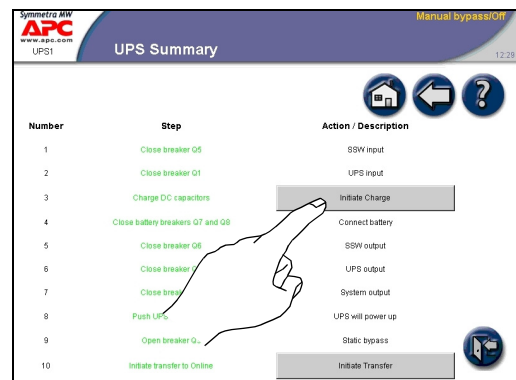 Symmetra MW
APC
www.apc.com
UPS1
UPS Summary
Manual bypass/Off
12:29
?
Number Step Action / Description
1 Close breaker Q5 SSW input
2 Close breaker Q1 UPS input
3 Charge DC capacitors Initiate Charge
4 Close battery breakers Q7 and Q8 Connect battery
5 Close breaker Q6 SSW output
6 Close breaker UPS output
7 Close System output
8 Push UPS will power up
9 Open breaker Static bypass
10 Initiate transfer to Online Initiate Transfer